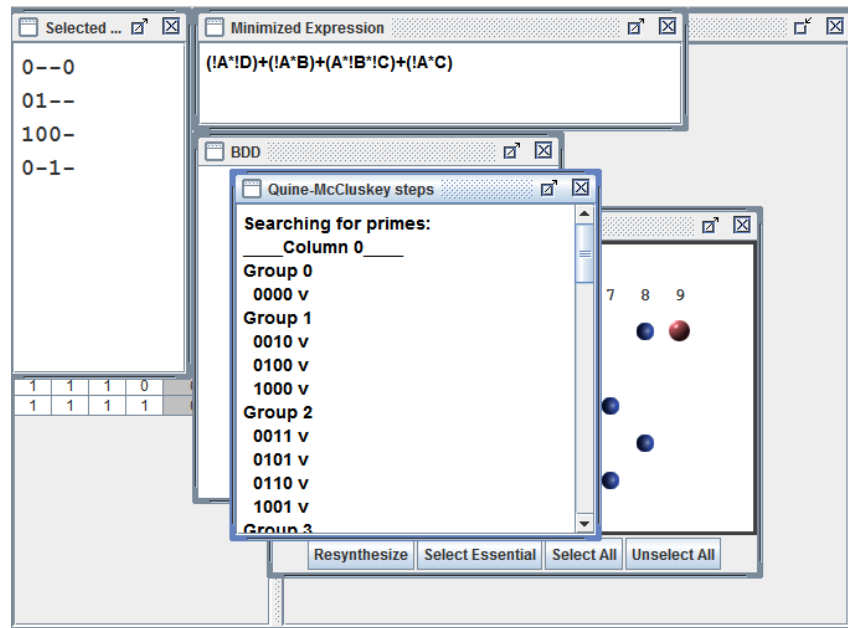 Selected ...
0--0
01--
100-
0-1-
Minimized Expression
(!A*!D)+(!A*B)+(A*!B*!C)+(!A*C)
BDD
Quine-McCluskey steps
Searching for primes:
____Column 0____
Group 0
0000 v
Group 1
0010 v
0100 v
1000 v
Group 2
0011 v
0101 v
0110 v
1001 v
Group 3
7 8 9
1 1 1 0
1 1 1 1
Resynthesize Select Essential Select All Unselect All